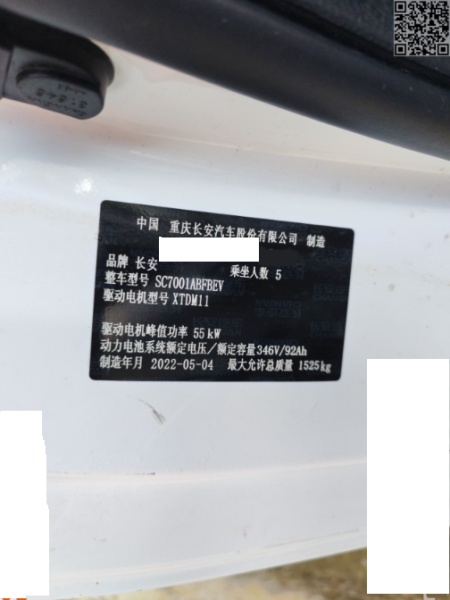 中国 重庆长安汽车股份有限公司 制造
品牌 长安 乘坐人数 5
整车型号 SC7001ABFBEV
驱动电机型号 XTDM11
驱动电机峰值功率 55 kW
动力电池系统额定电压/额定容量346V/92Ah
制造年月 2022-05-04 最大允许总质量 1525kg